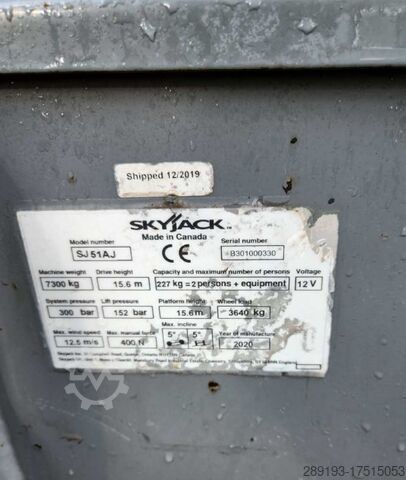 Shipped 12/2019
SKYJACK
Made in Canada
CE
Model number
SJ51AJ
Serial number
B301000330
Machine weight Drive height Capacity and maximum number of persons Voltage
7300 kg 15.6 m 227 kg = 2 persons + equipment 12 V
System pressure Lift pressure Platform height Wheel load
300 bar 152 bar 15.6m 3640 kg
Max. wind speed Max. manual force Max. incline Year of manufacture
12.5 m/s 400 N 5° 2020
289193-17515053